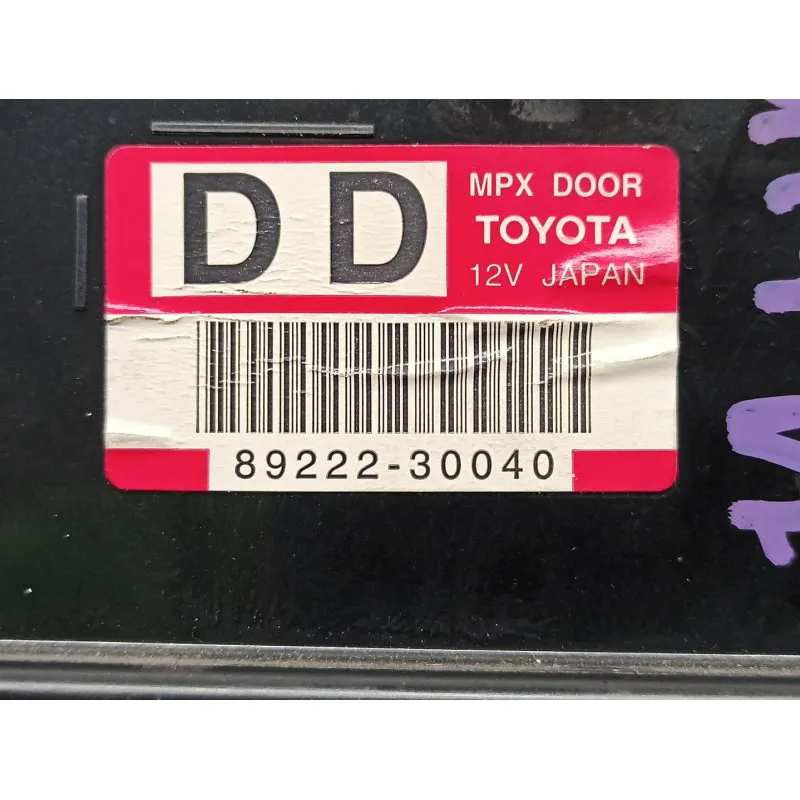 DD
MPX DOOR
TOYOTA
12V JAPAN
89222-30040